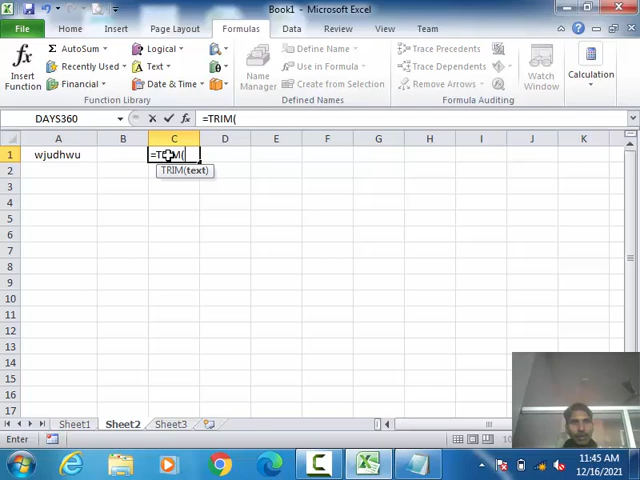 Book1 - Microsoft Excel
File Home Insert Page Layout Formulas Data Review View Team
fx Insert Function
Σ AutoSum
Recently Used
Financial
Logical
Text
Date & Time
Function Library
Name Manager
Define Name
Use in Formula
Create from Selection
Defined Names
Trace Precedents
Trace Dependents
Remove Arrows
Formula Auditing
Watch Window
Calculation
DAYS360 fx =TRIM(
A B C D E F G H I J K
1 wjudhwu =TRIM(
2 TRIM(text)
3
4
5
6
7
8
9
10
11
12
13
14
15
16
17
Sheet1 Sheet2 Sheet3
Enter 10
11:45 AM
12/16/2021